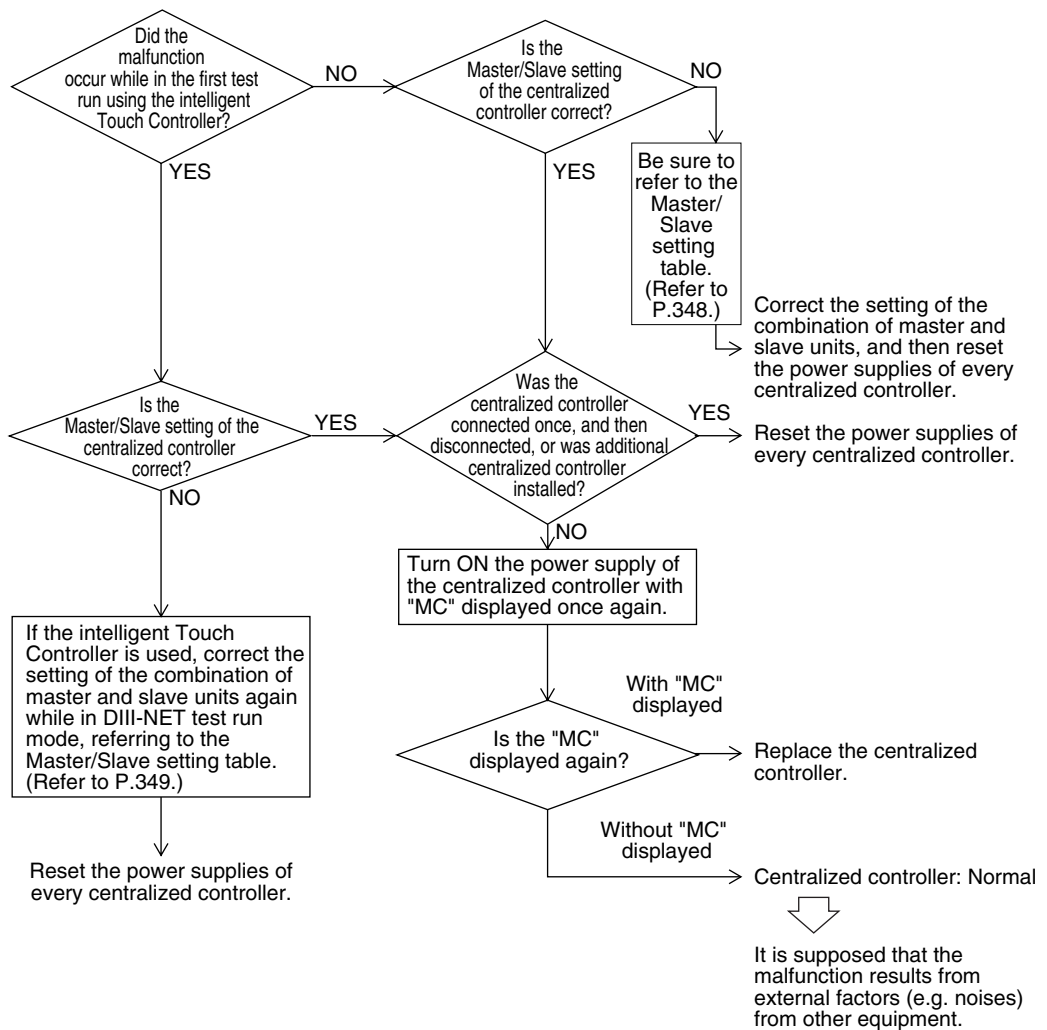 Did the
malfunction
occur while in the first test
run using the intelligent
Touch Controller?
NO
Is the
Master/Slave setting
of the centralized
controller correct?
NO
YES
YES
Be sure to
refer to the
Master/
Slave
setting
table.
(Refer to
P.348.)
Correct the setting of the
combination of master and
slave units, and then reset
the power supplies of every
centralized controller.
Is the
Master/Slave setting of the
centralized controller
correct?
YES
Was the
centralized controller
connected once, and then
disconnected, or was additional
centralized controller
installed?
YES
Reset the power supplies of
every centralized controller.
NO
NO
Turn ON the power supply of
the centralized controller with
"MC" displayed once again.
If the intelligent Touch
Controller is used, correct the
setting of the combination of
master and slave units again
while in DIII-NET test run
mode, referring to the
Master/Slave setting table.
(Refer to P.349.)
Reset the power supplies of
every centralized controller.
Is the "MC"
displayed again?
With "MC"
displayed
Replace the centralized
controller.
Without "MC"
displayed
Centralized controller: Normal
It is supposed that the
malfunction results from
external factors (e.g. noises)
from other equipment.